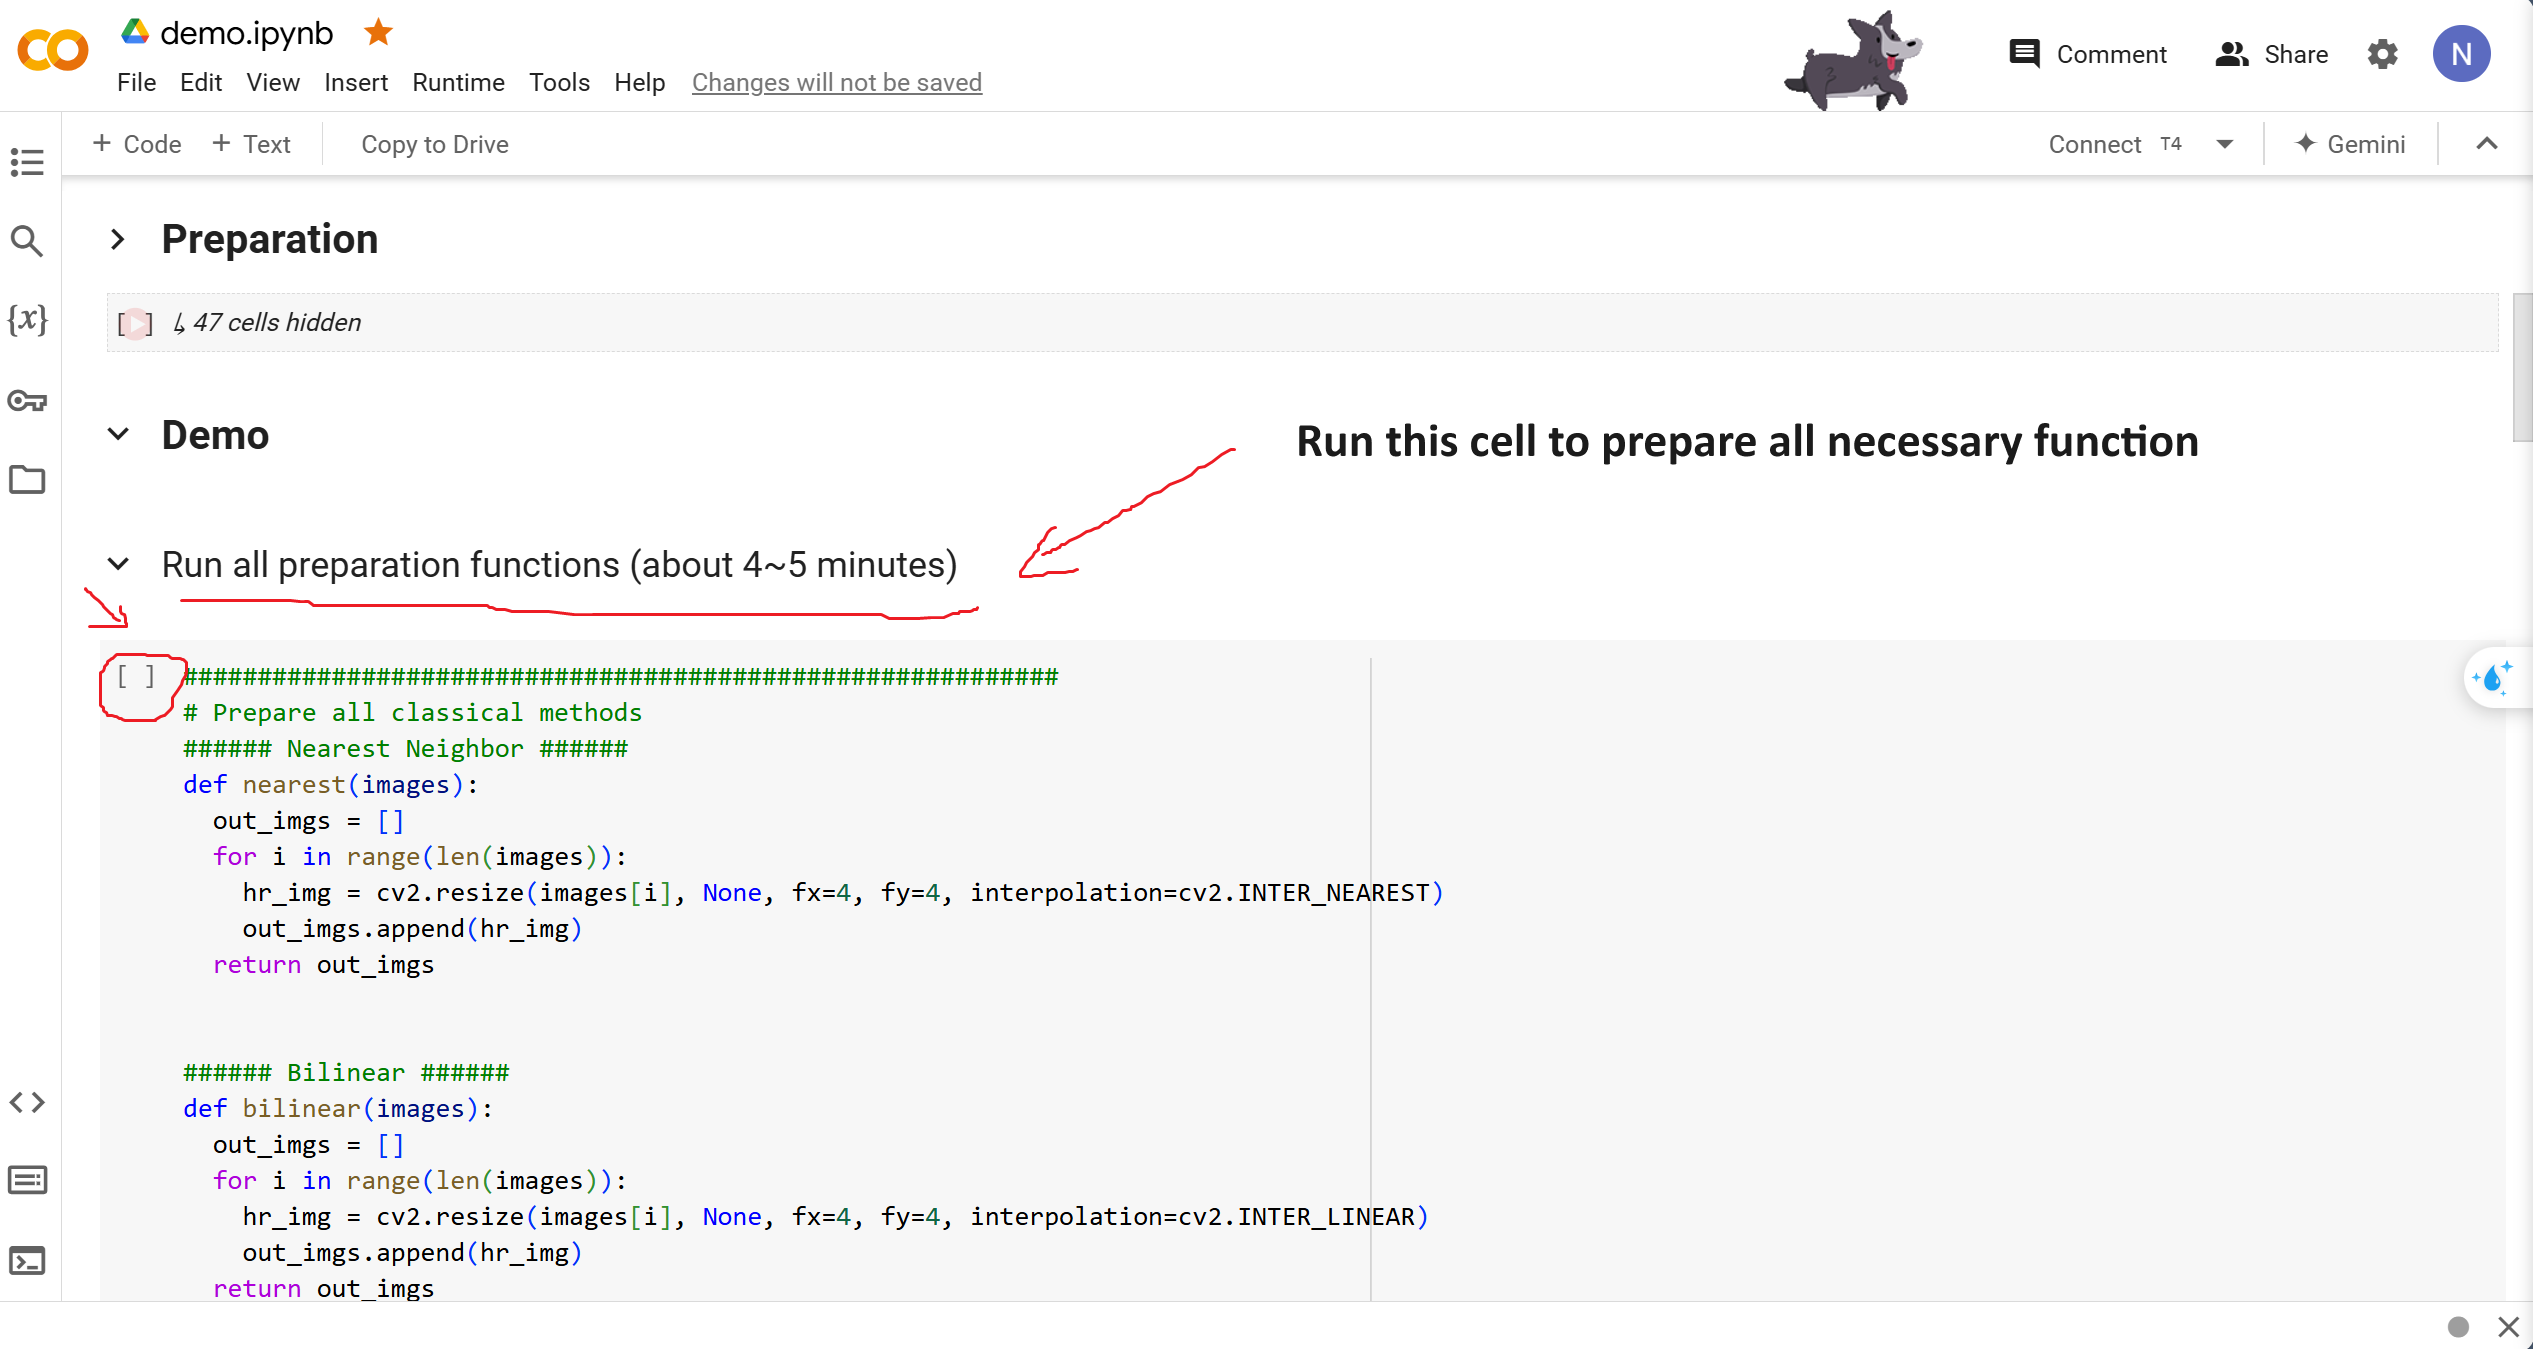 demo.ipynb
File Edit View Insert Runtime Tools Help Changes will not be saved
Comment Share N
+ Code + Text Copy to Drive Connect T4 Gemini
Preparation
[ ] ↳ 47 cells hidden
Demo
Run this cell to prepare all necessary function
Run all preparation functions (about 4~5 minutes)
[ ] ###########################################################
# Prepare all classical methods
###### Nearest Neighbor ######
def nearest(images):
  out_imgs = []
  for i in range(len(images)):
    hr_img = cv2.resize(images[i], None, fx=4, fy=4, interpolation=cv2.INTER_NEAREST)
    out_imgs.append(hr_img)
  return out_imgs
###### Bilinear ######
def bilinear(images):
  out_imgs = []
  for i in range(len(images)):
    hr_img = cv2.resize(images[i], None, fx=4, fy=4, interpolation=cv2.INTER_LINEAR)
    out_imgs.append(hr_img)
  return out_imgs